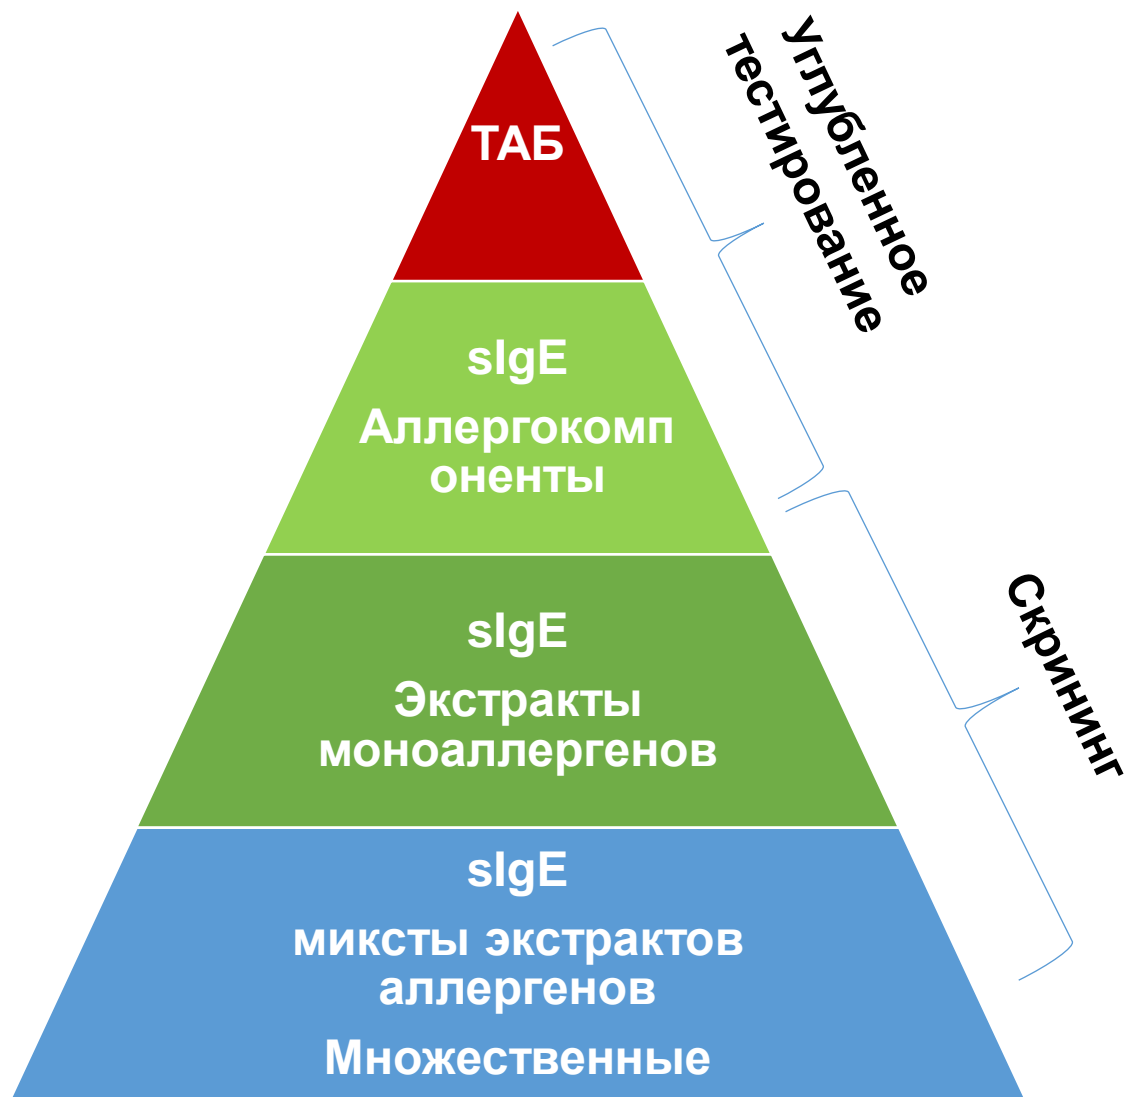 ТАБ
sIgE
Аллергокомп
оненты
sIgE
Экстракты
моноаллергенов
sIgE
миксты экстрактов
аллергенов
Множественные
Углубленное
тестирование
Скрининг